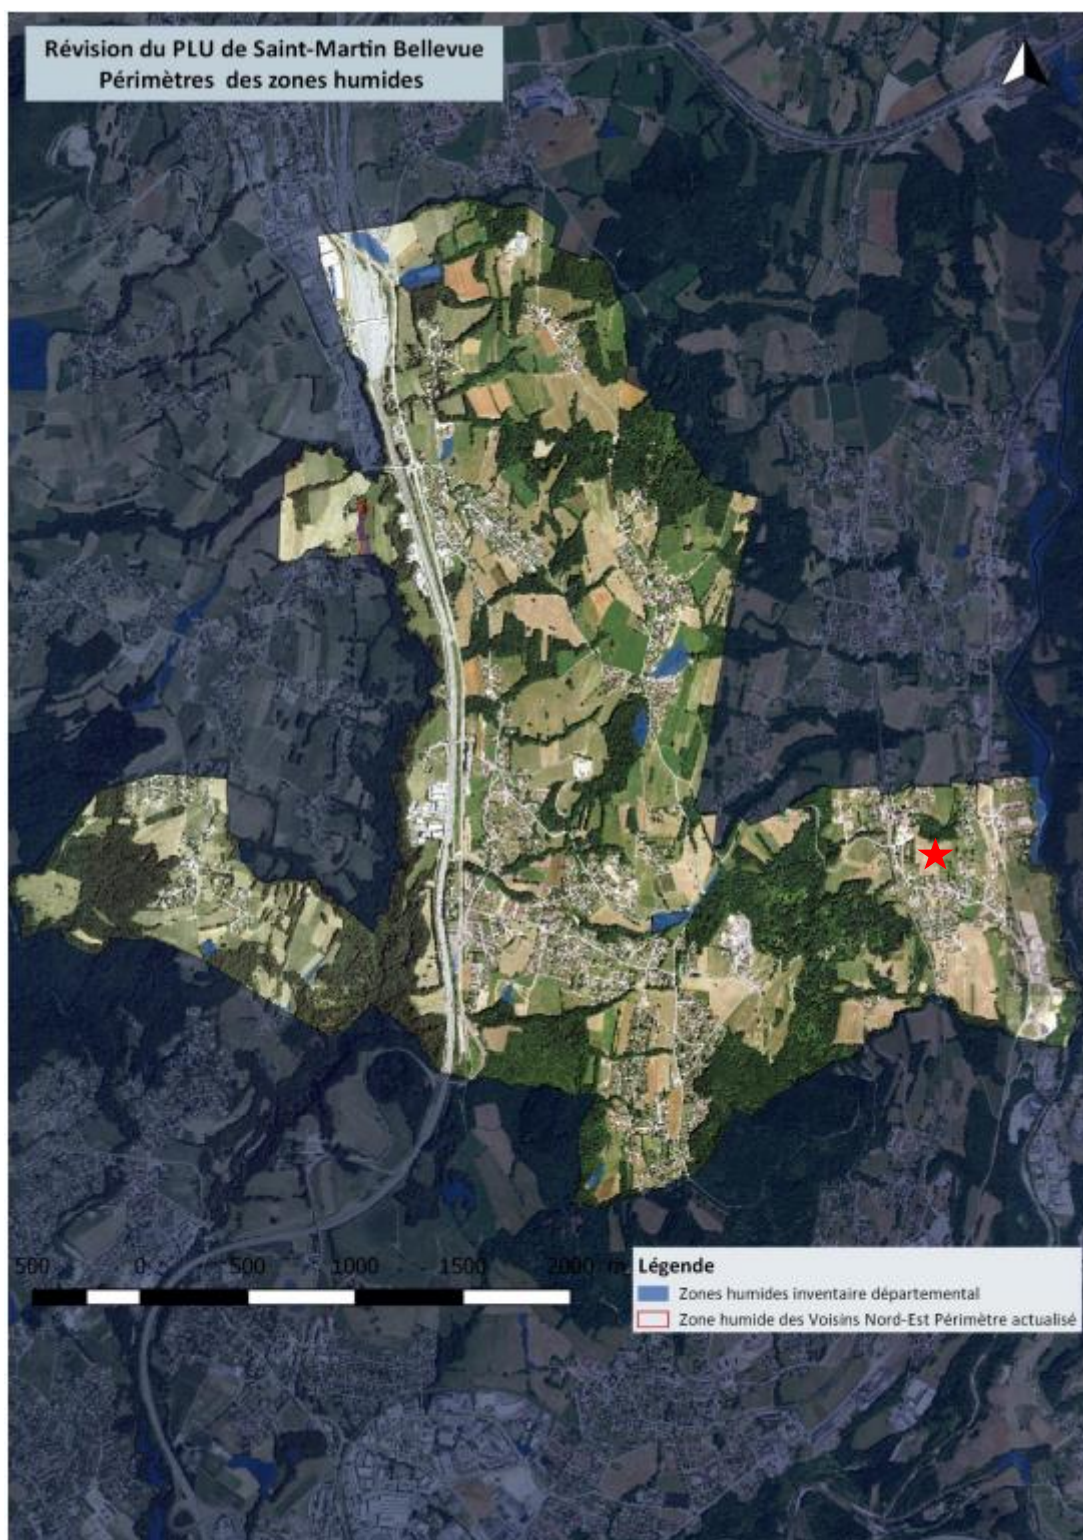 Révision du PLU de Saint-Martin Bellevue
Périmètres des zones humides
500 0 500 1000 1500 2000 m
Légende
Zones humides inventaire départemental
Zone humide des Voisins Nord-Est Périmètre actualisé